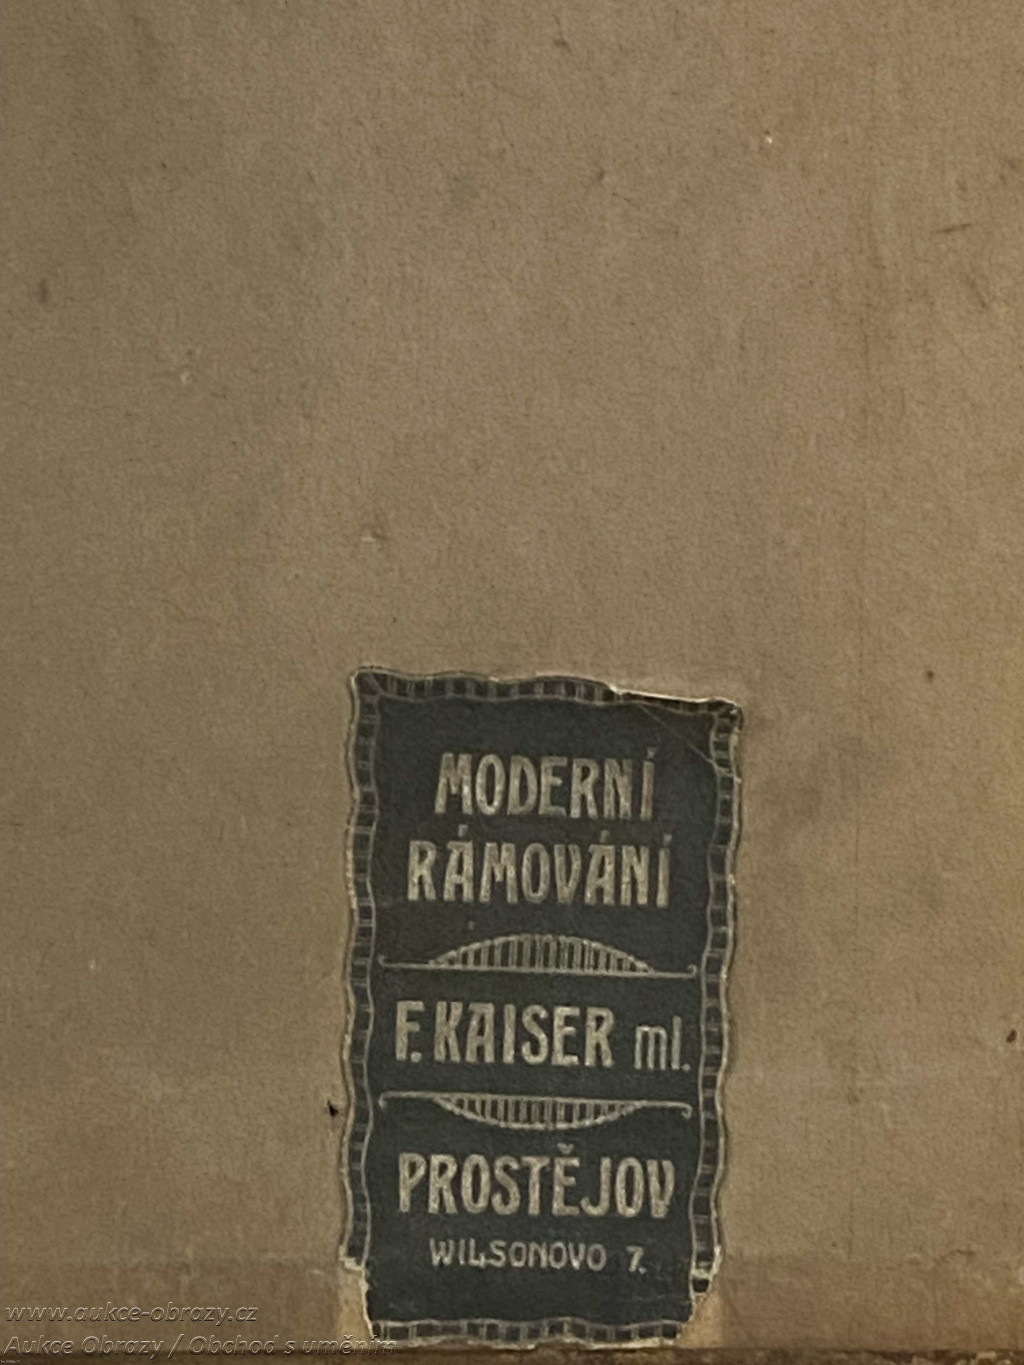 MODERNÍ
RÁMOVÁNÍ
F. KAISER ml.
PROSTĚJOV
WILSONOVO 7.
www.aukce-obrazy.cz
Aukce Obrazy / Obchod s uměním